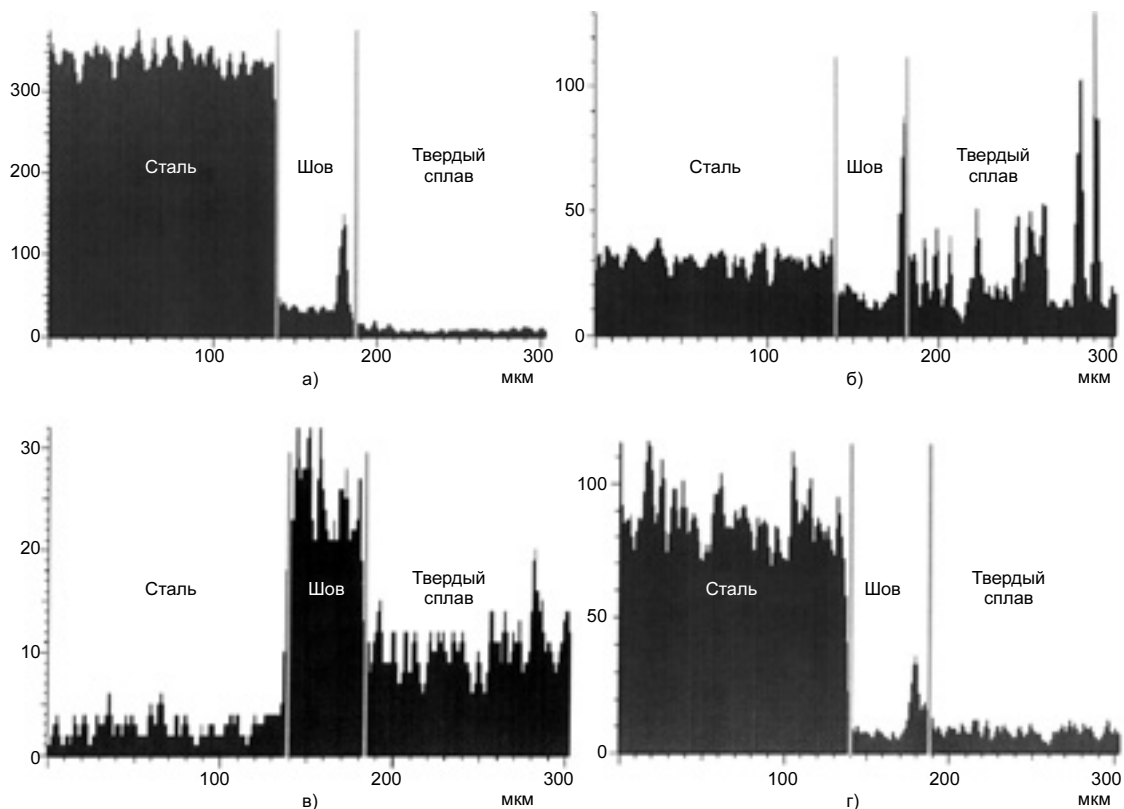 300
200
100
0
Сталь
Шов
Твердый
сплав
100
200
300
мкм
а)
100
50
0
Сталь
Шов
Твердый
сплав
100
200
300
мкм
б)
30
20
10
0
Сталь
Шов
Твердый
сплав
100
200
300
мкм
в)
100
50
0
Сталь
Шов
Твердый
сплав
100
200
300
мкм
г)